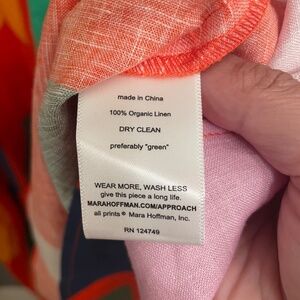 made in China
100% Organic Linen
DRY CLEAN
preferably "green"
WEAR MORE, WASH LESS
give this piece a long life.
MARAHOFFMAN.COM/APPROACH
all prints © Mara Hoffman, Inc.
RN 124749